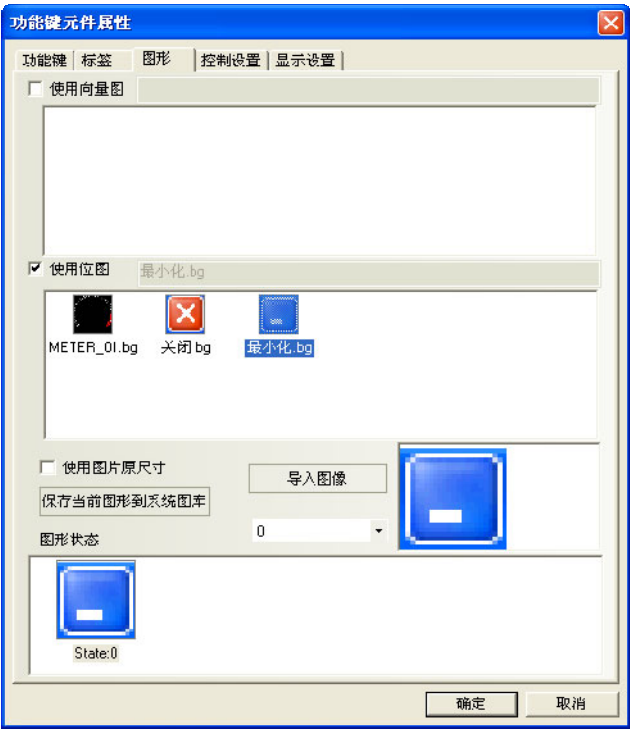 功能键元件属性
功能键 标签 图形 控制设置 显示设置
使用向量图
使用位图 最小化.bg
METER_01.bg 关闭.bg 最小化.bg
使用图片原尺寸
导入图像
保存当前图形到系统图库
图形状态 0
State:0
确定 取消